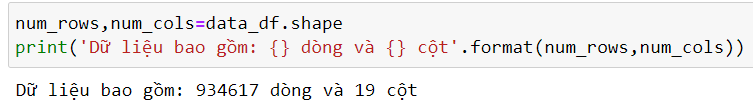 num_rows,num_cols=data_df.shape
print('Dữ liệu bao gồm: {} dòng và {} cột'.format(num_rows,num_cols))
Dữ liệu bao gồm: 934617 dòng và 19 cột